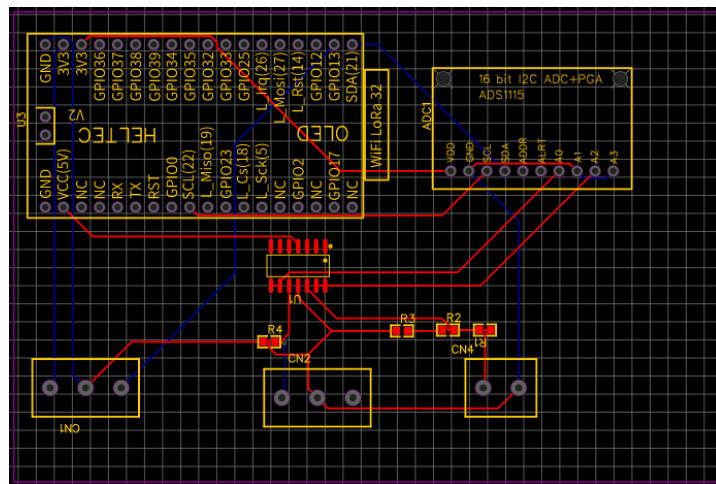 GND
3V3
3V3
GPIO36
GPIO37
GPIO38
GPIO39
GPIO34
GPIO35
GPIO32
GPIO33
GPIO25
L_Irq(26)
L_Mosi(27)
L_Rst(14)
GPIO12
GPIO13
SDA(21)
U3
V2
HELTEC
OLED
WiFi LoRa 32
GND
VCC(5V)
NC
NC
RX
TX
RST
GPIO0
SCL(22)
L_Miso(19)
GPIO23
L_Cs(18)
L_Sck(5)
NC
GPIO2
NC
GPIO17
16 bit I2C ADC+PGA
ADS1115
ADC1
VDD
GND
SCL
SDA
ADDR
ALRT
A0
A1
A2
A3
U1
R4
R3
R2
R1
CN2
CN4
CN1